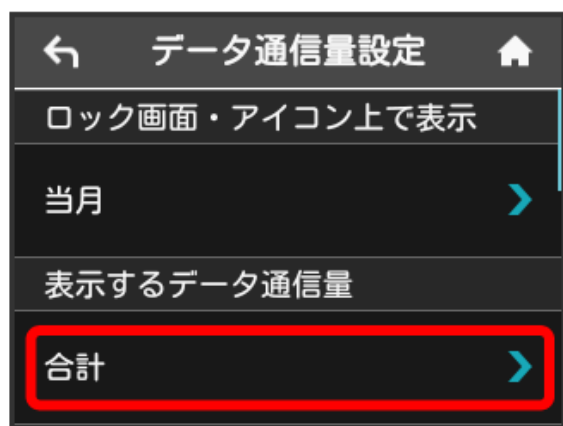 データ通信量設定
ロック画面・アイコン上で表示
当月
表示するデータ通信量
合計